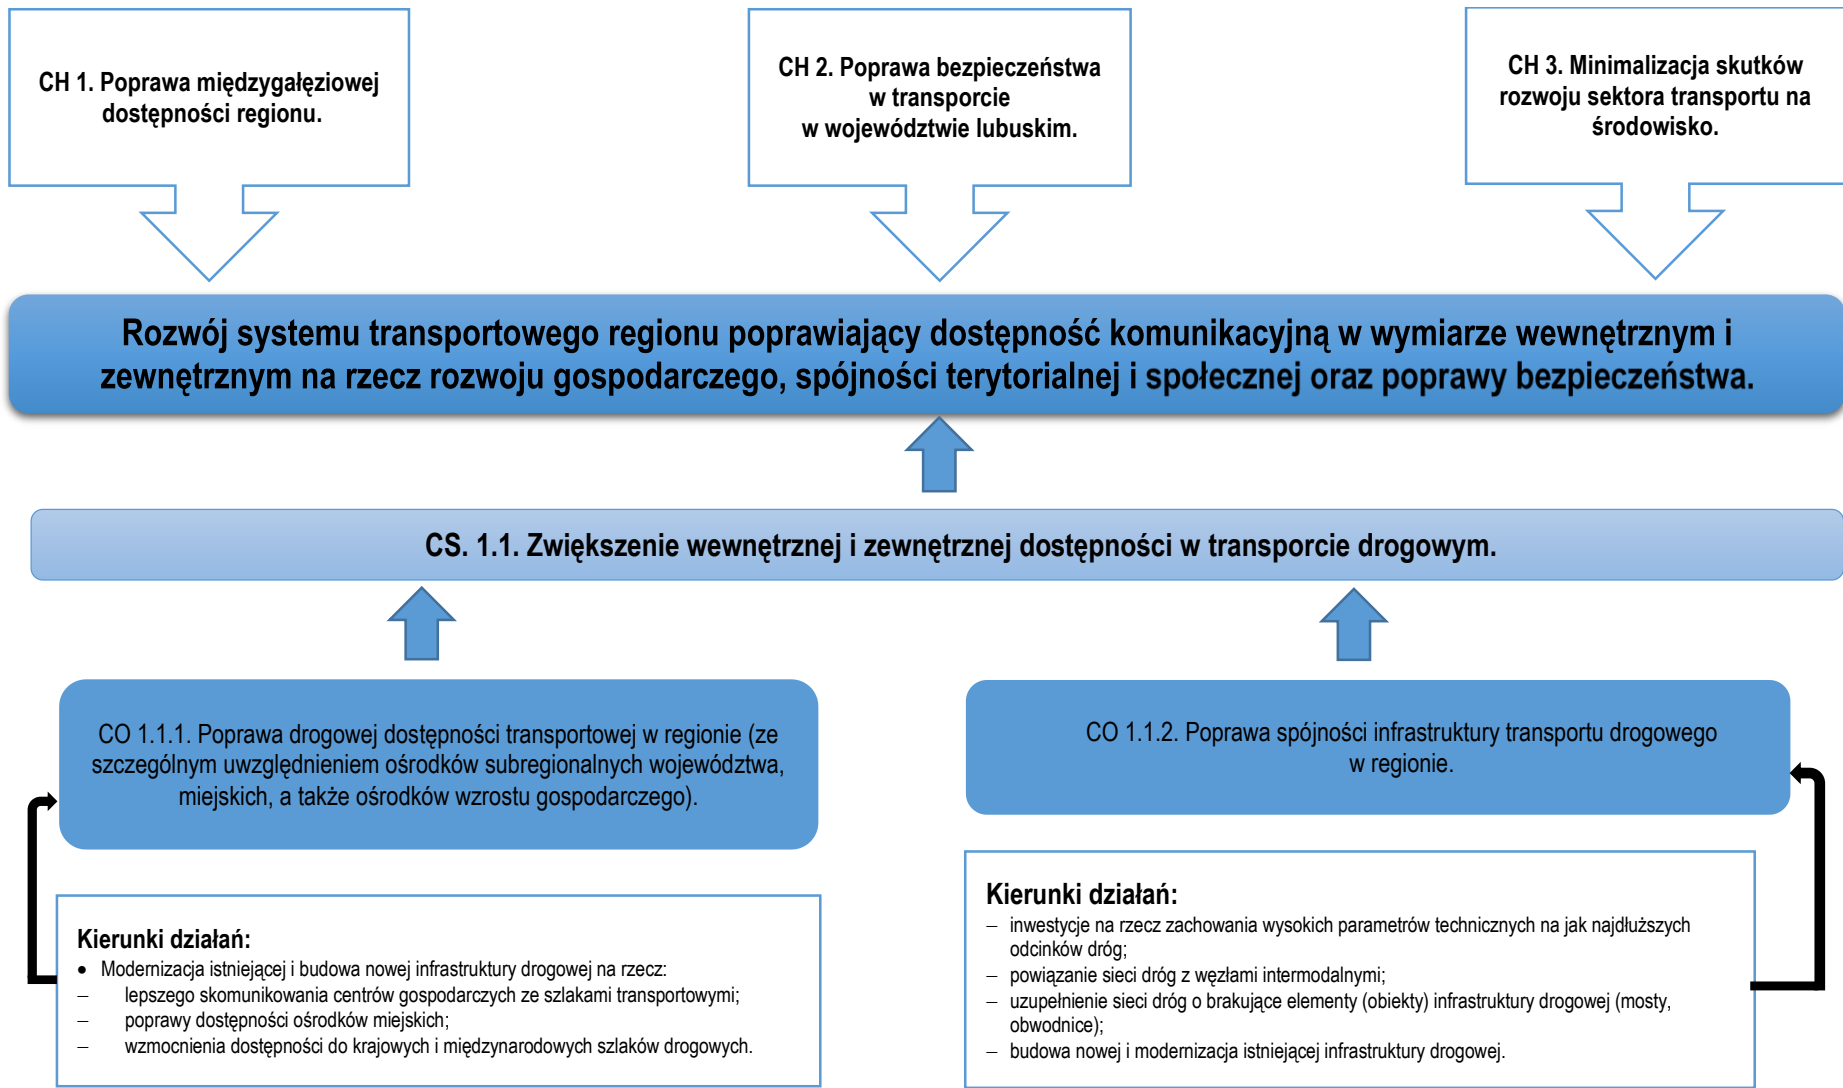 CH 1. Poprawa międzygałęziowej
dostępności regionu.
CH 2. Poprawa bezpieczeństwa
w transporcie
w województwie lubuskim.
CH 3. Minimalizacja skutków
rozwoju sektora transportu na
środowisko.
Rozwój systemu transportowego regionu poprawiający dostępność komunikacyjną w wymiarze wewnętrznym i
zewnętrznym na rzecz rozwoju gospodarczego, spójności terytorialnej i społecznej oraz poprawy bezpieczeństwa.
CS. 1.1. Zwiększenie wewnętrznej i zewnętrznej dostępności w transporcie drogowym.
CO 1.1.1. Poprawa drogowej dostępności transportowej w regionie (ze
szczególnym uwzględnieniem ośrodków subregionalnych województwa,
miejskich, a także ośrodków wzrostu gospodarczego).
Kierunki działań:
• Modernizacja istniejącej i budowa nowej infrastruktury drogowej na rzecz:
– lepszego skomunikowania centrów gospodarczych ze szlakami transportowymi;
– poprawy dostępności ośrodków miejskich;
– wzmocnienia dostępności do krajowych i międzynarodowych szlaków drogowych.
CO 1.1.2. Poprawa spójności infrastruktury transportu drogowego
w regionie.
Kierunki działań:
– inwestycje na rzecz zachowania wysokich parametrów technicznych na jak najdłuższych
odcinków dróg;
– powiązanie sieci dróg z węzłami intermodalnymi;
– uzupełnienie sieci dróg o brakujące elementy (obiekty) infrastruktury drogowej (mosty,
obwodnice);
– budowa nowej i modernizacja istniejącej infrastruktury drogowej.